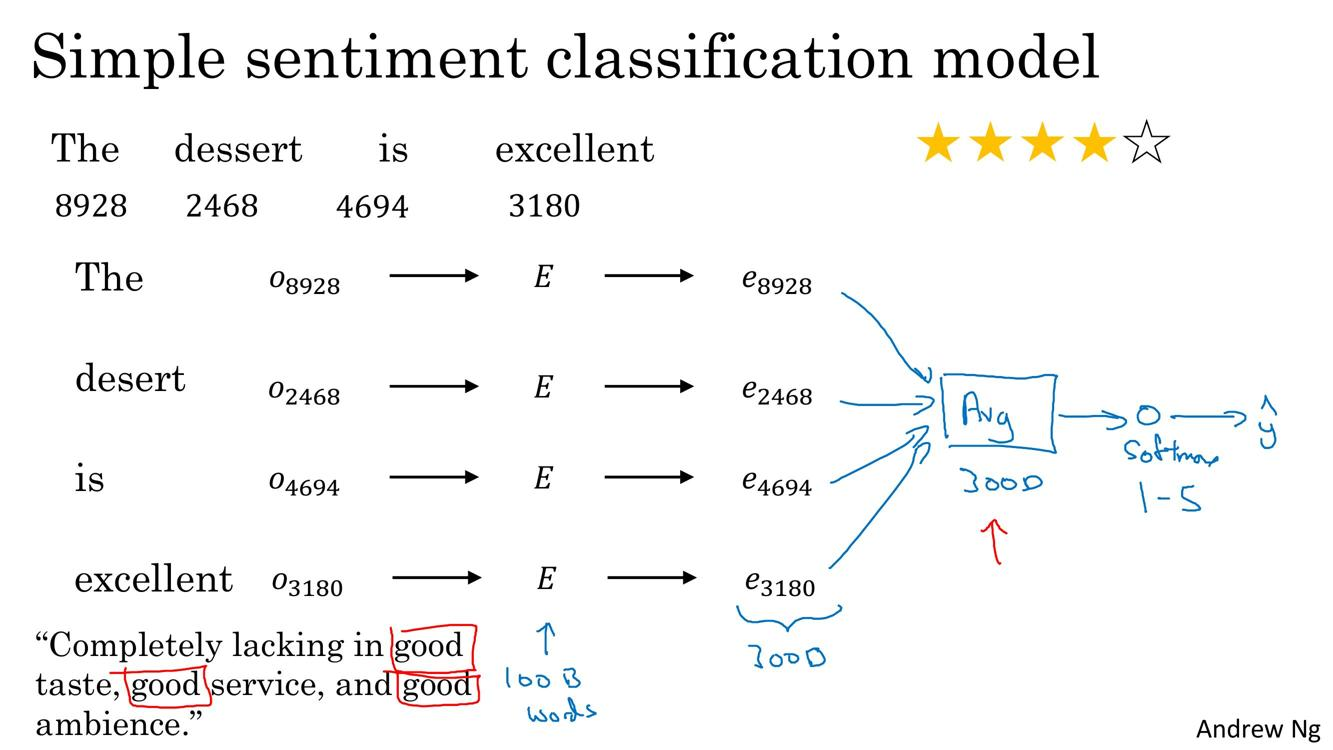 Simple sentiment classification model
The dessert is excellent
8928 2468 4694 3180
The o8928 E e8928
desert o2468 E e2468
Avg
ŷ
Softmax
is o4694 E e4694
300D
1-5
excellent o3180 E e3180
“Completely lacking in good
taste, good service, and good
ambience.”
100B
words
300D
Andrew Ng